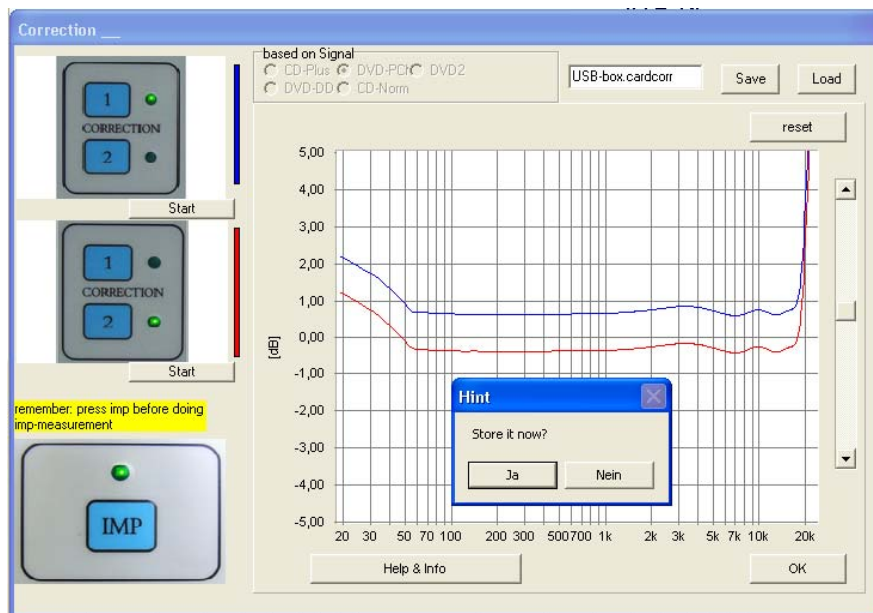 Correction __
1
CORRECTION
2
Start
1
CORRECTION
2
Start
remember: press imp before doing
imp-measurement
IMP
based on Signal
CD-Plus DVD-PCM DVD2
DVD-DD CD-Norm
USB-box.cardcorr
Save
Load
reset
5,00
4,00
3,00
2,00
1,00
0,00
-1,00
-2,00
-3,00
-4,00
-5,00
[dB]
20 30 50 70 100 200 300 500 700 1k 2k 3k 5k 7k 10k 20k
Hint
Store it now?
Ja
Nein
Help & Info
OK